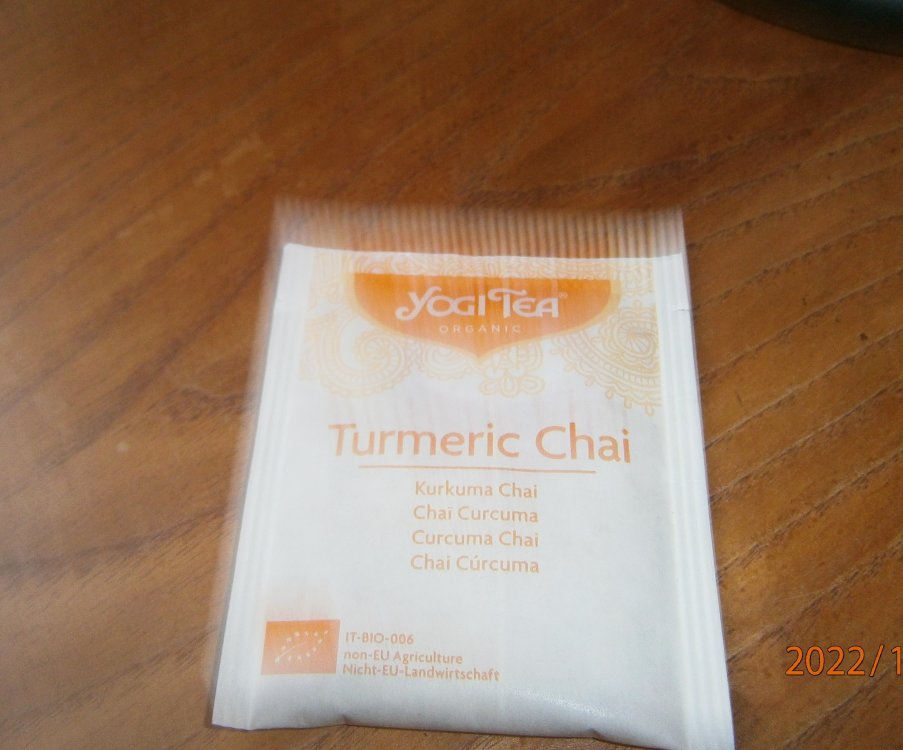 YOGI TEA®
ORGANIC
Turmeric Chai
Kurkuma Chai
Chaï Curcuma
Curcuma Chai
Chai Cúrcuma
IT-BIO-006
non-EU Agriculture
Nicht-EU-Landwirtschaft
2022/1